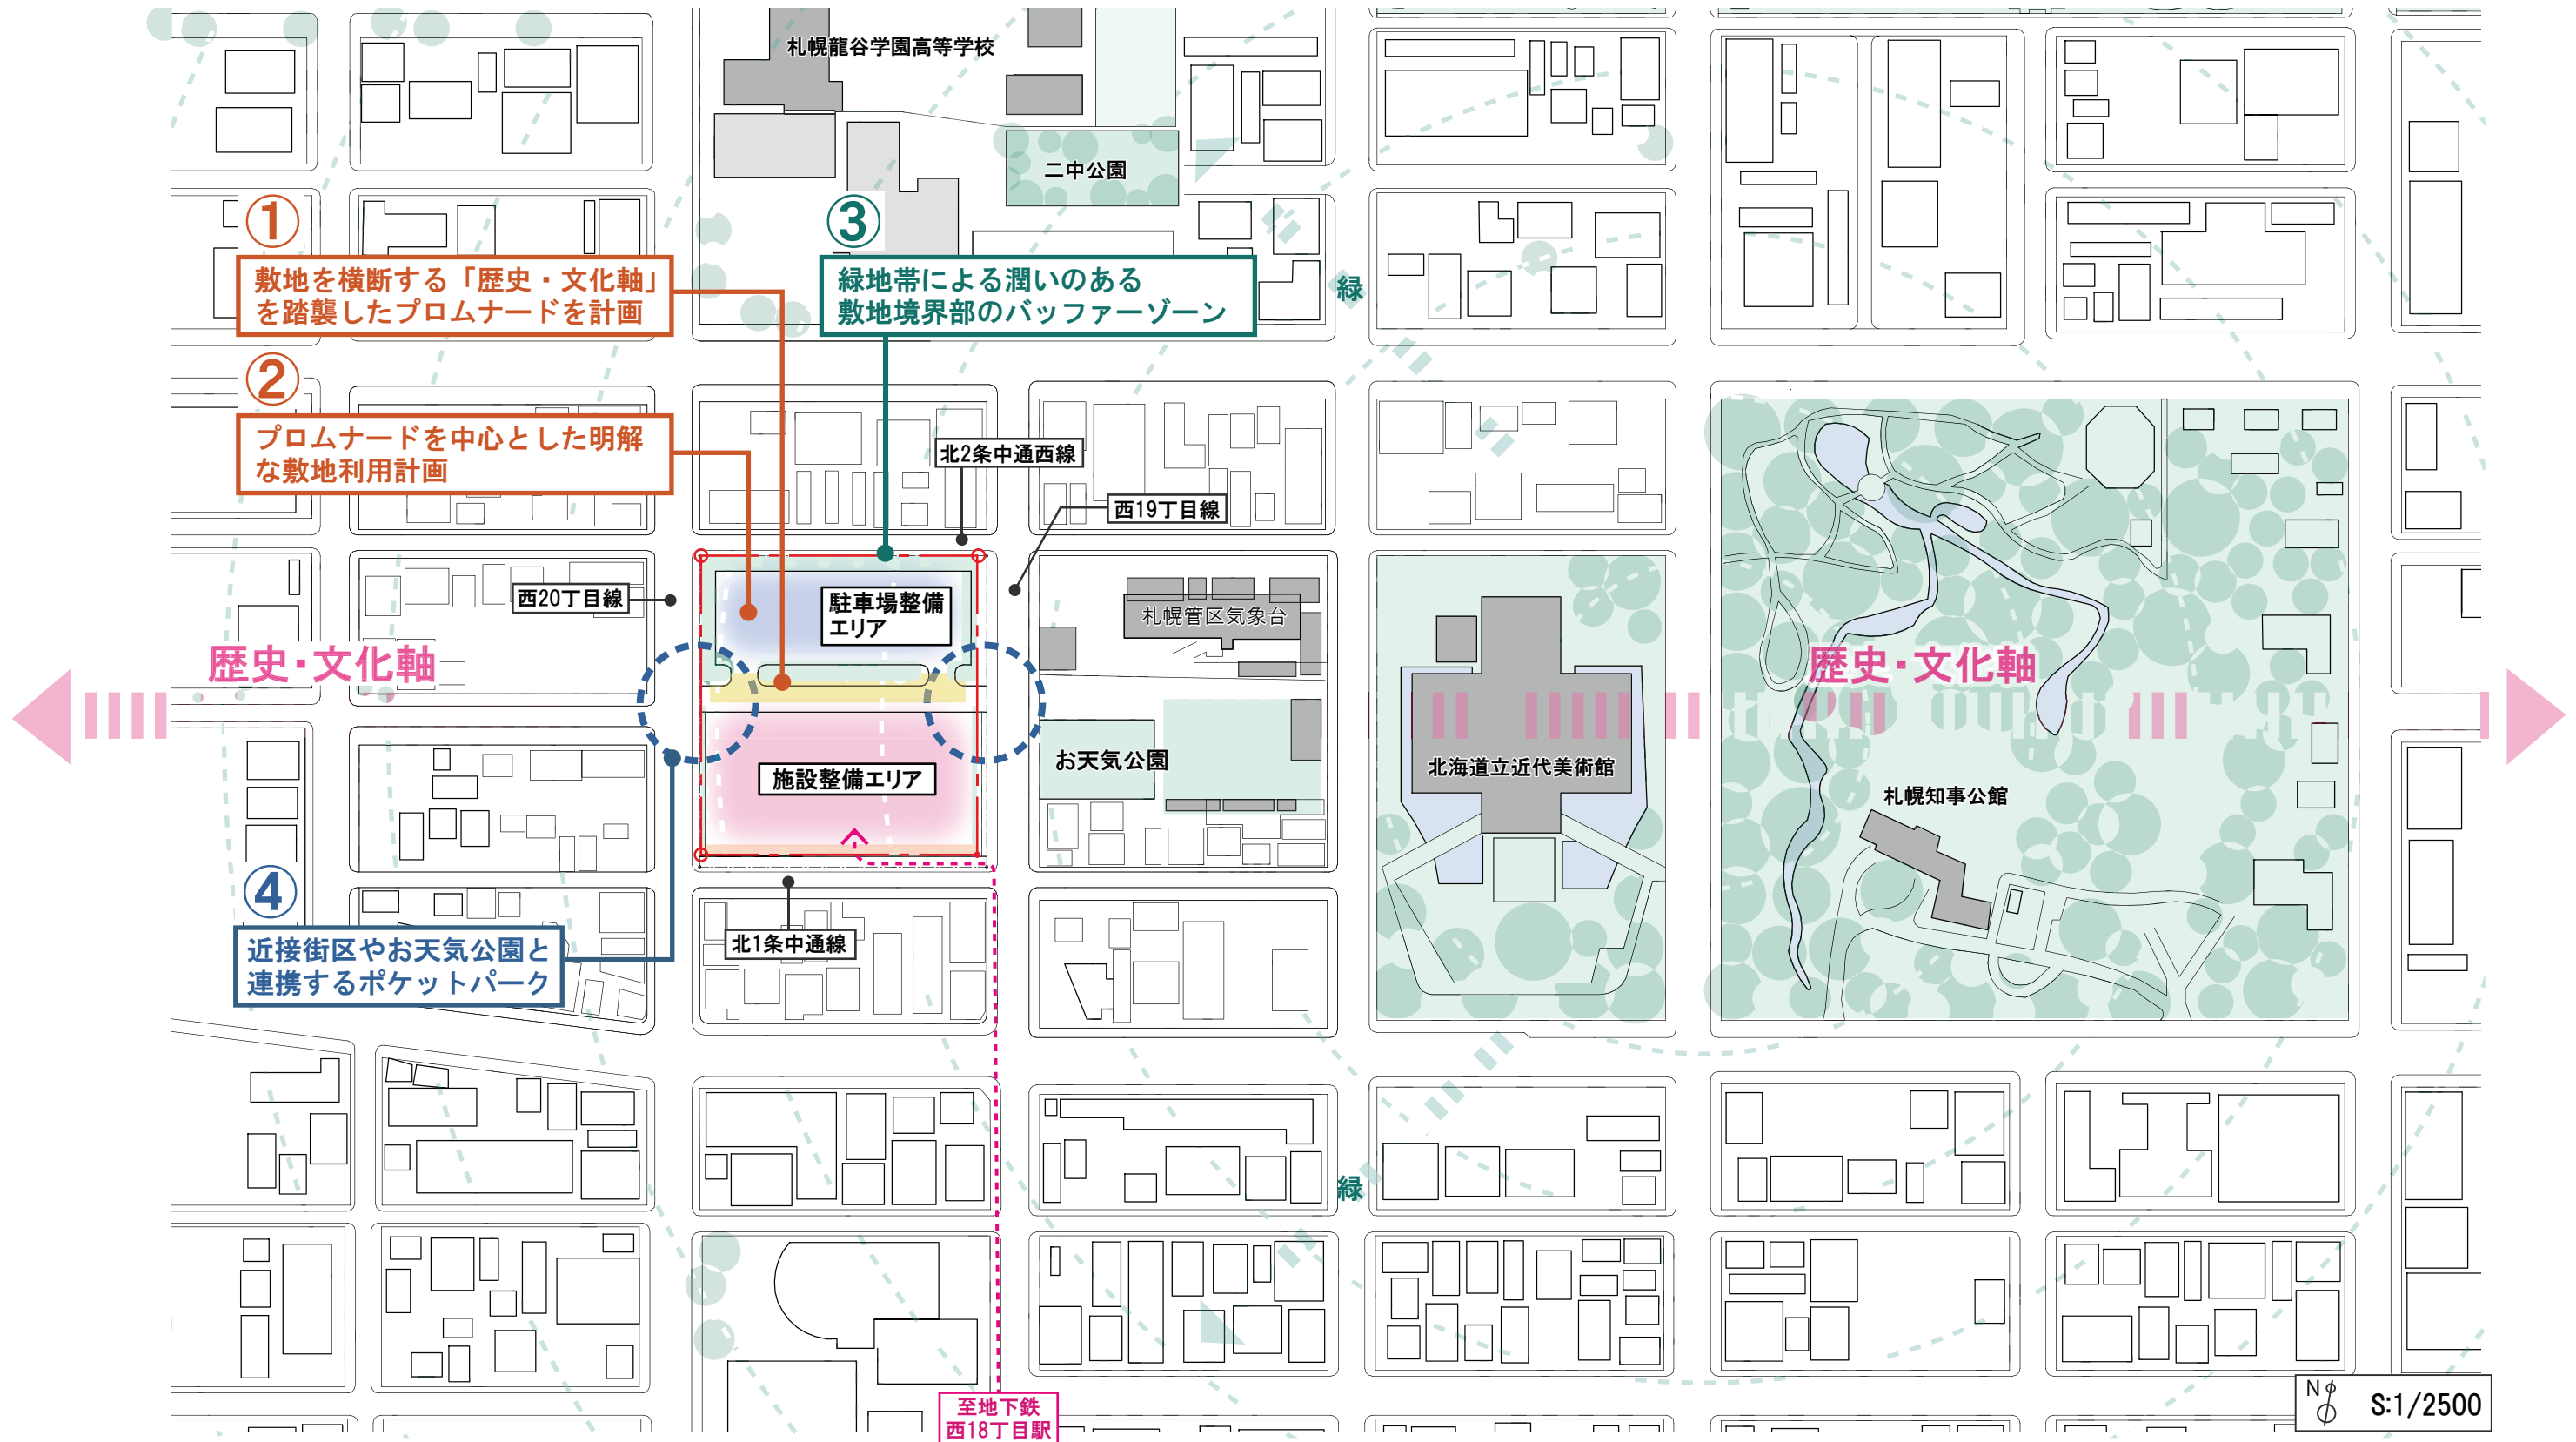 札幌龍谷学園高等学校
二中公園
①
敷地を横断する「歴史・文化軸」
を踏襲したプロムナードを計画
③
緑地帯による潤いのある
敷地境界部のバッファーゾーン
緑
②
プロムナードを中心とした明解
な敷地利用計画
北2条中通西線
西19丁目線
西20丁目線
駐車場整備
エリア
札幌管区気象台
歴史・文化軸
歴史・文化軸
お天気公園
施設整備エリア
北海道立近代美術館
札幌知事公館
④
近接街区やお天気公園と
連携するポケットパーク
北1条中通線
緑
至地下鉄
西18丁目駅
N
S:1/2500